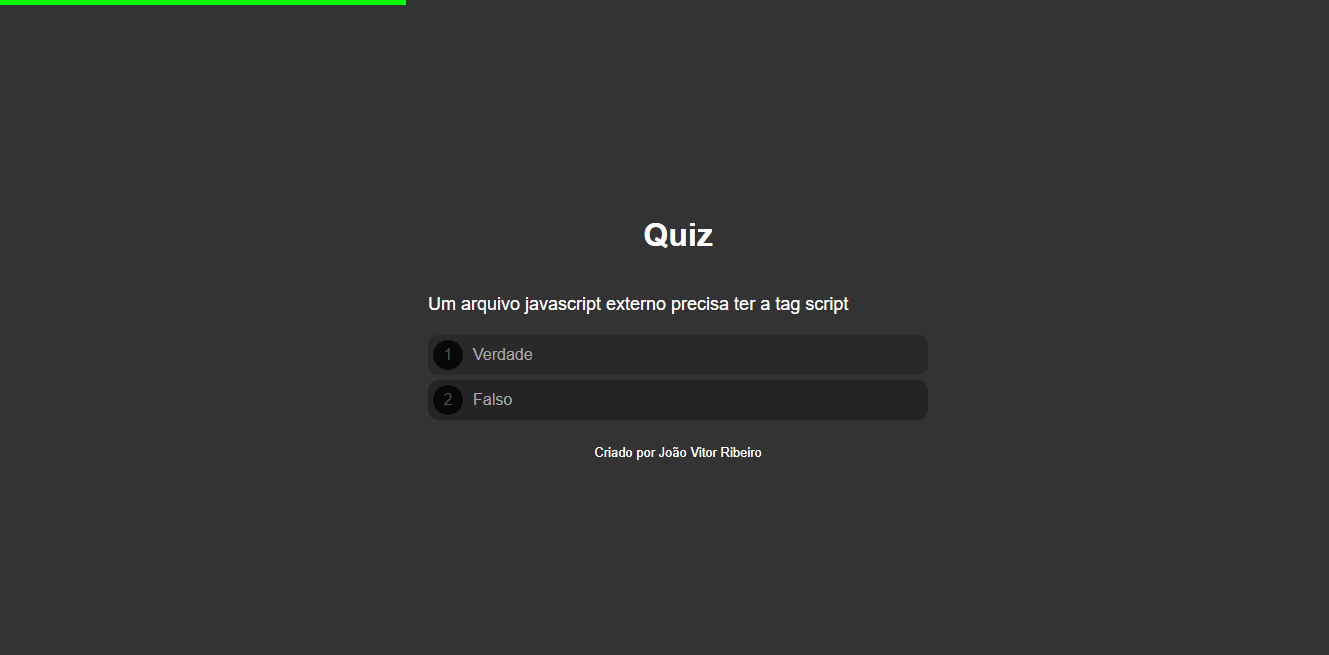 Quiz
Um arquivo javascript externo precisa ter a tag script
1 Verdade
2 Falso
Criado por João Vitor Ribeiro